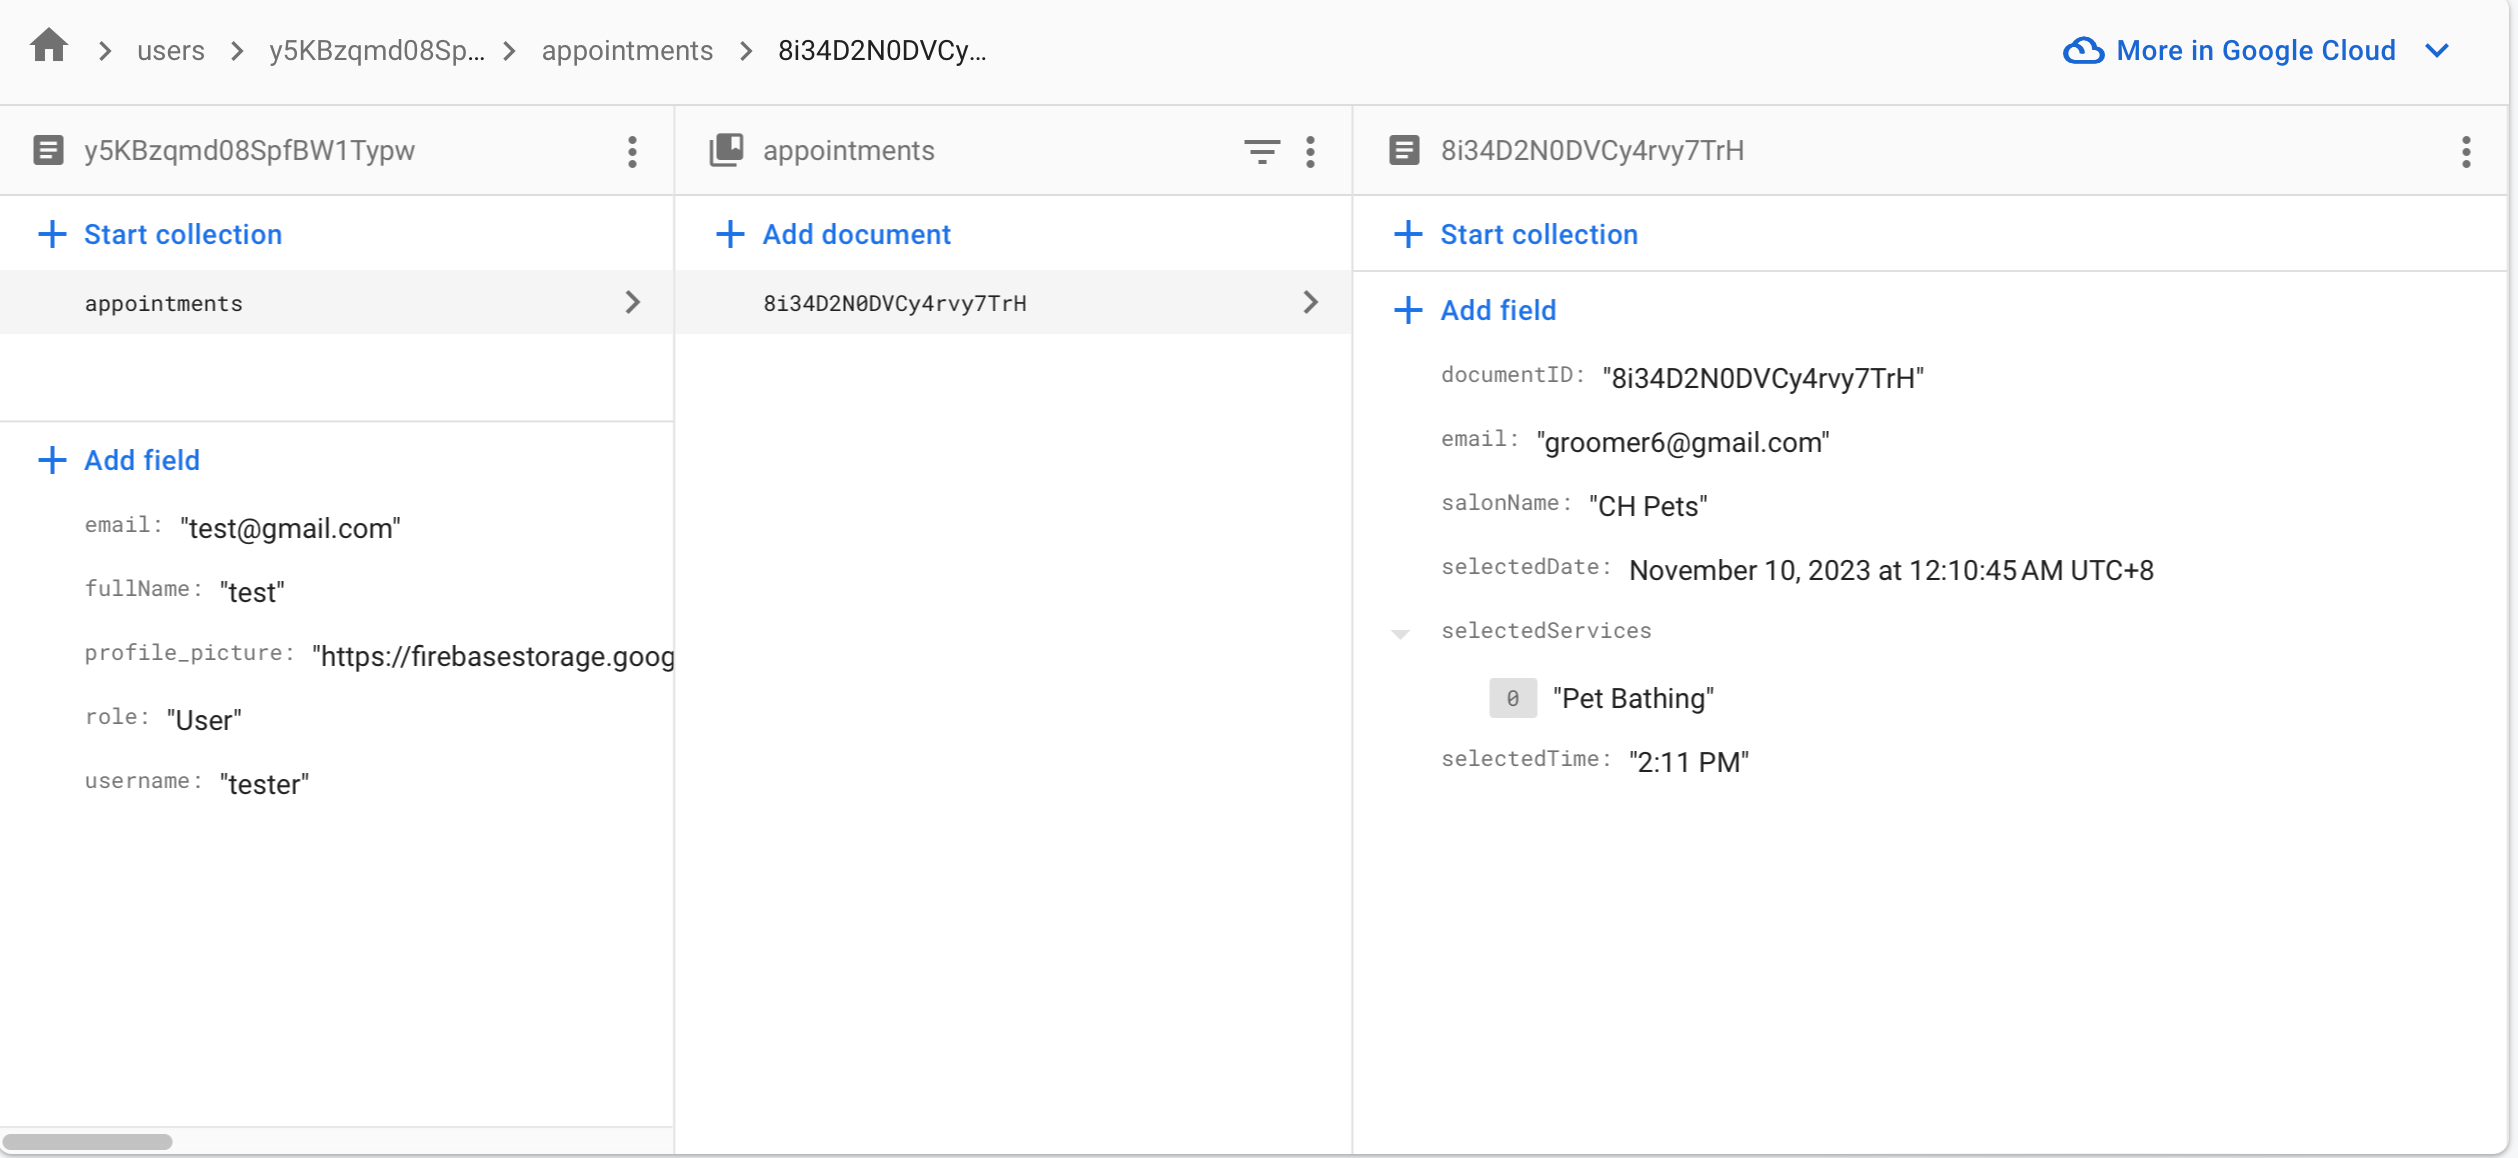 users
y5KBzqmd08Sp...
appointments
8i34D2N0DVCy...
More in Google Cloud
y5KBzqmd08SpfBW1Typw
Start collection
appointments
Add field
email: "test@gmail.com"
fullName: "test"
profile_picture: "https://firebasestorage.goog
role: "User"
username: "tester"
appointments
Add document
8i34D2N0DVCy4rvy7TrH
8i34D2N0DVCy4rvy7TrH
Start collection
Add field
documentID: "8i34D2N0DVCy4rvy7TrH"
email: "groomer6@gmail.com"
salonName: "CH Pets"
selectedDate: November 10, 2023 at 12:10:45 AM UTC+8
selectedServices
0 "Pet Bathing"
selectedTime: "2:11 PM"